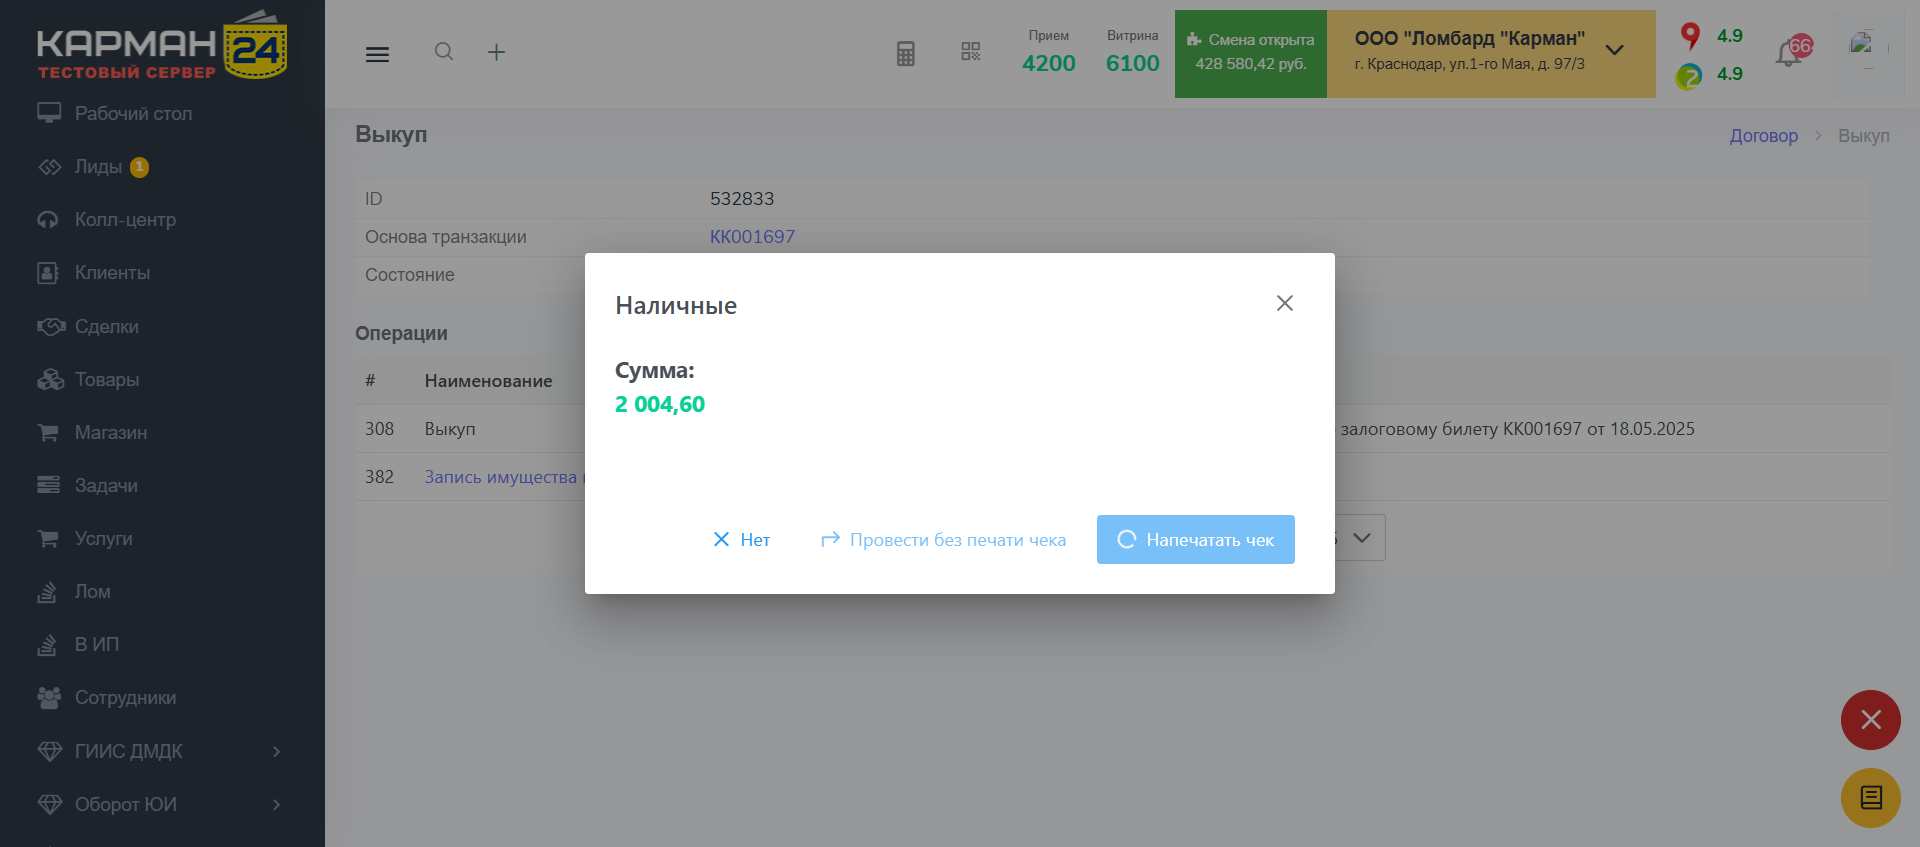 КАРМАН 24
ТЕСТОВЫЙ СЕРВЕР
Рабочий стол
Лиды 1
Колл-центр
Клиенты
Сделки
Товары
Магазин
Задачи
Услуги
Лом
В ИП
Сотрудники
ГИИС ДМДК
Оборот ЮИ
Прием
4200
Витрина
6100
Смена открыта
428 580,42 руб.
ООО "Ломбард "Карман"
г. Краснодар, ул.1-го Мая, д. 97/3
4.9
4.9
Выкуп
Договор > Выкуп
ID 532833
Основа транзакции КК001697
Состояние
Операции
# Наименование
308 Выкуп залоговому билету КК001697 от 18.05.2025
382 Запись имущества
Наличные
Сумма:
2 004,60
Нет
Провести без печати чека
Напечатать чек